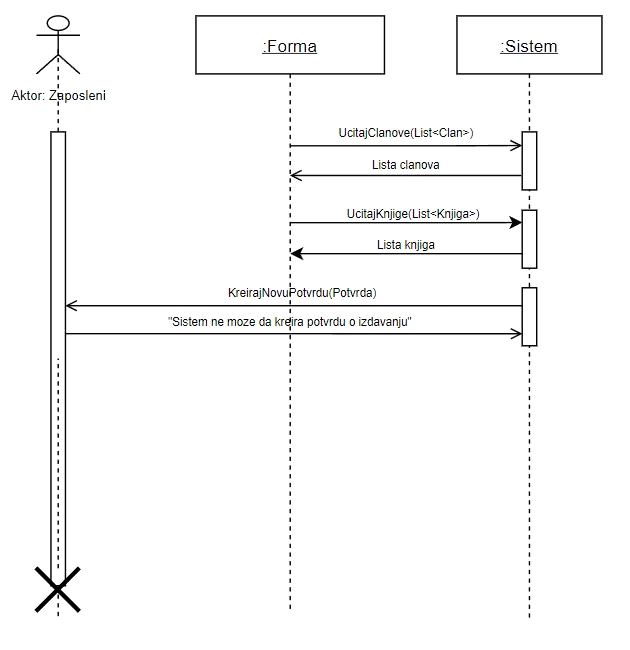 :Forma
:Sistem
Aktor: Zaposleni
UcitajClanove(List<Clan>)
Lista clanova
UcitajKnjige(List<Knjiga>)
Lista knjiga
KreirajNovuPotvrdu(Potvrda)
"Sistem ne moze da kreira potvrdu o izdavanju"